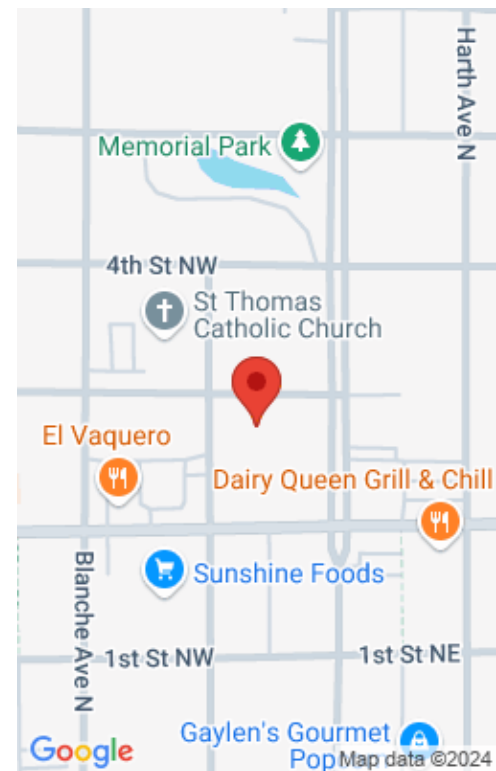 Harth Ave N
Memorial Park
4th St NW
St Thomas
Catholic Church
El Vaquero
Dairy Queen Grill & Chill
Sunshine Foods
Blanche Ave N
1st St NW
1st St NE
Gaylen's Gourmet
Pop
Google
Map data ©2024